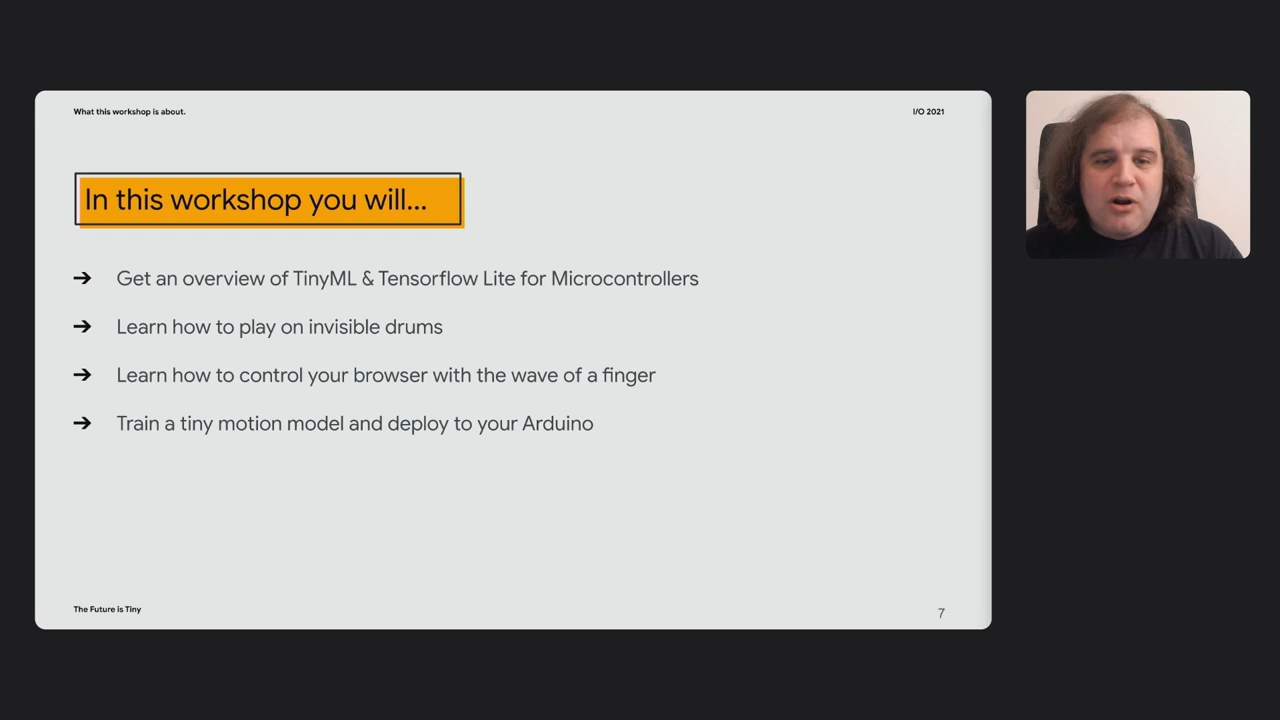 What this workshop is about.
I/O 2021
In this workshop you will...
➔ Get an overview of TinyML & Tensorflow Lite for Microcontrollers
➔ Learn how to play on invisible drums
➔ Learn how to control your browser with the wave of a finger
➔ Train a tiny motion model and deploy to your Arduino
The Future is Tiny
7